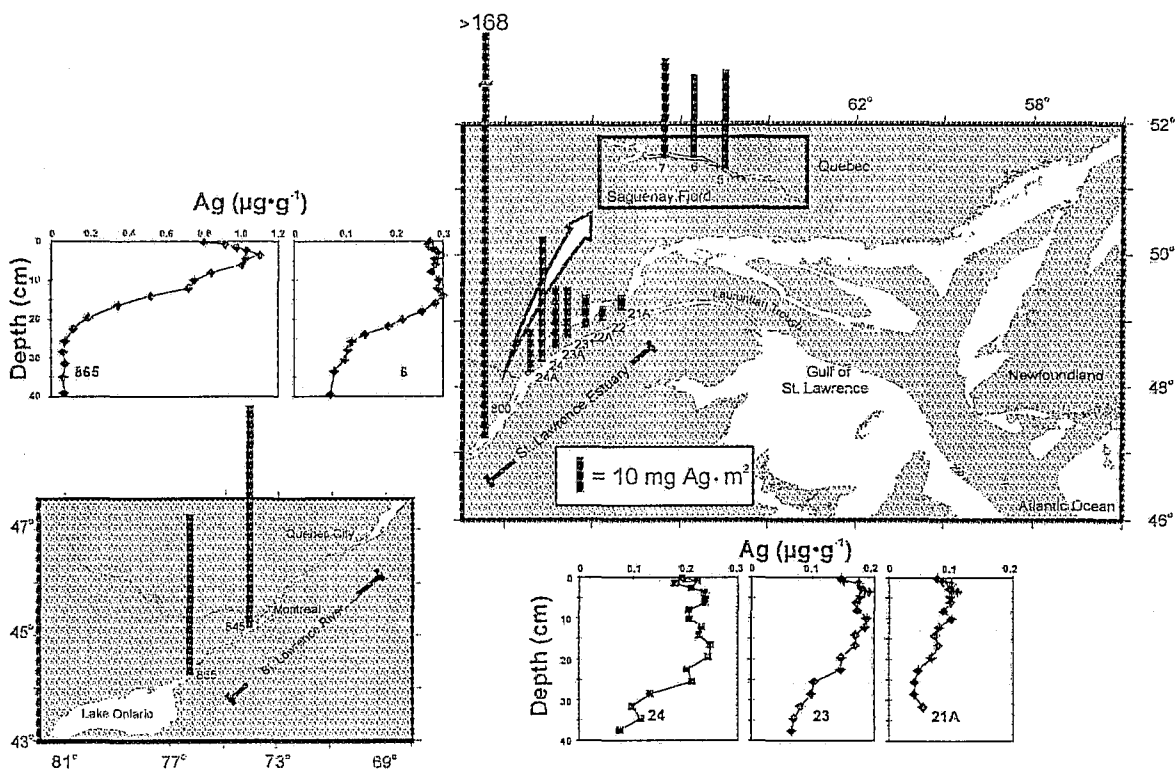 >168
62°
58°
52°
7
6
5
Quebec
Saguenay Fjord
Ag (µg•g⁻¹)
0
0.2
0.4
0.6
0.8
1.0
1.2
0
0.1
0.2
0.3
0
10
20
30
40
Depth (cm)
865
6
50°
Laurentian Trough
21A
22
23
23A
24
24A
800
St. Lawrence Estuary
Gulf of
St. Lawrence
Newfoundland
48°
= 10 mg Ag • m²
Atlantic Ocean
46°
47°
45°
43°
Quebec City
Montreal
St. Lawrence River
845
865
Lake Ontario
81°
77°
73°
69°
Ag (µg•g⁻¹)
0
0.1
0.2
0.3
0
0.1
0.2
0
0.1
0.2
0
10
20
30
40
Depth (cm)
24
23
21A